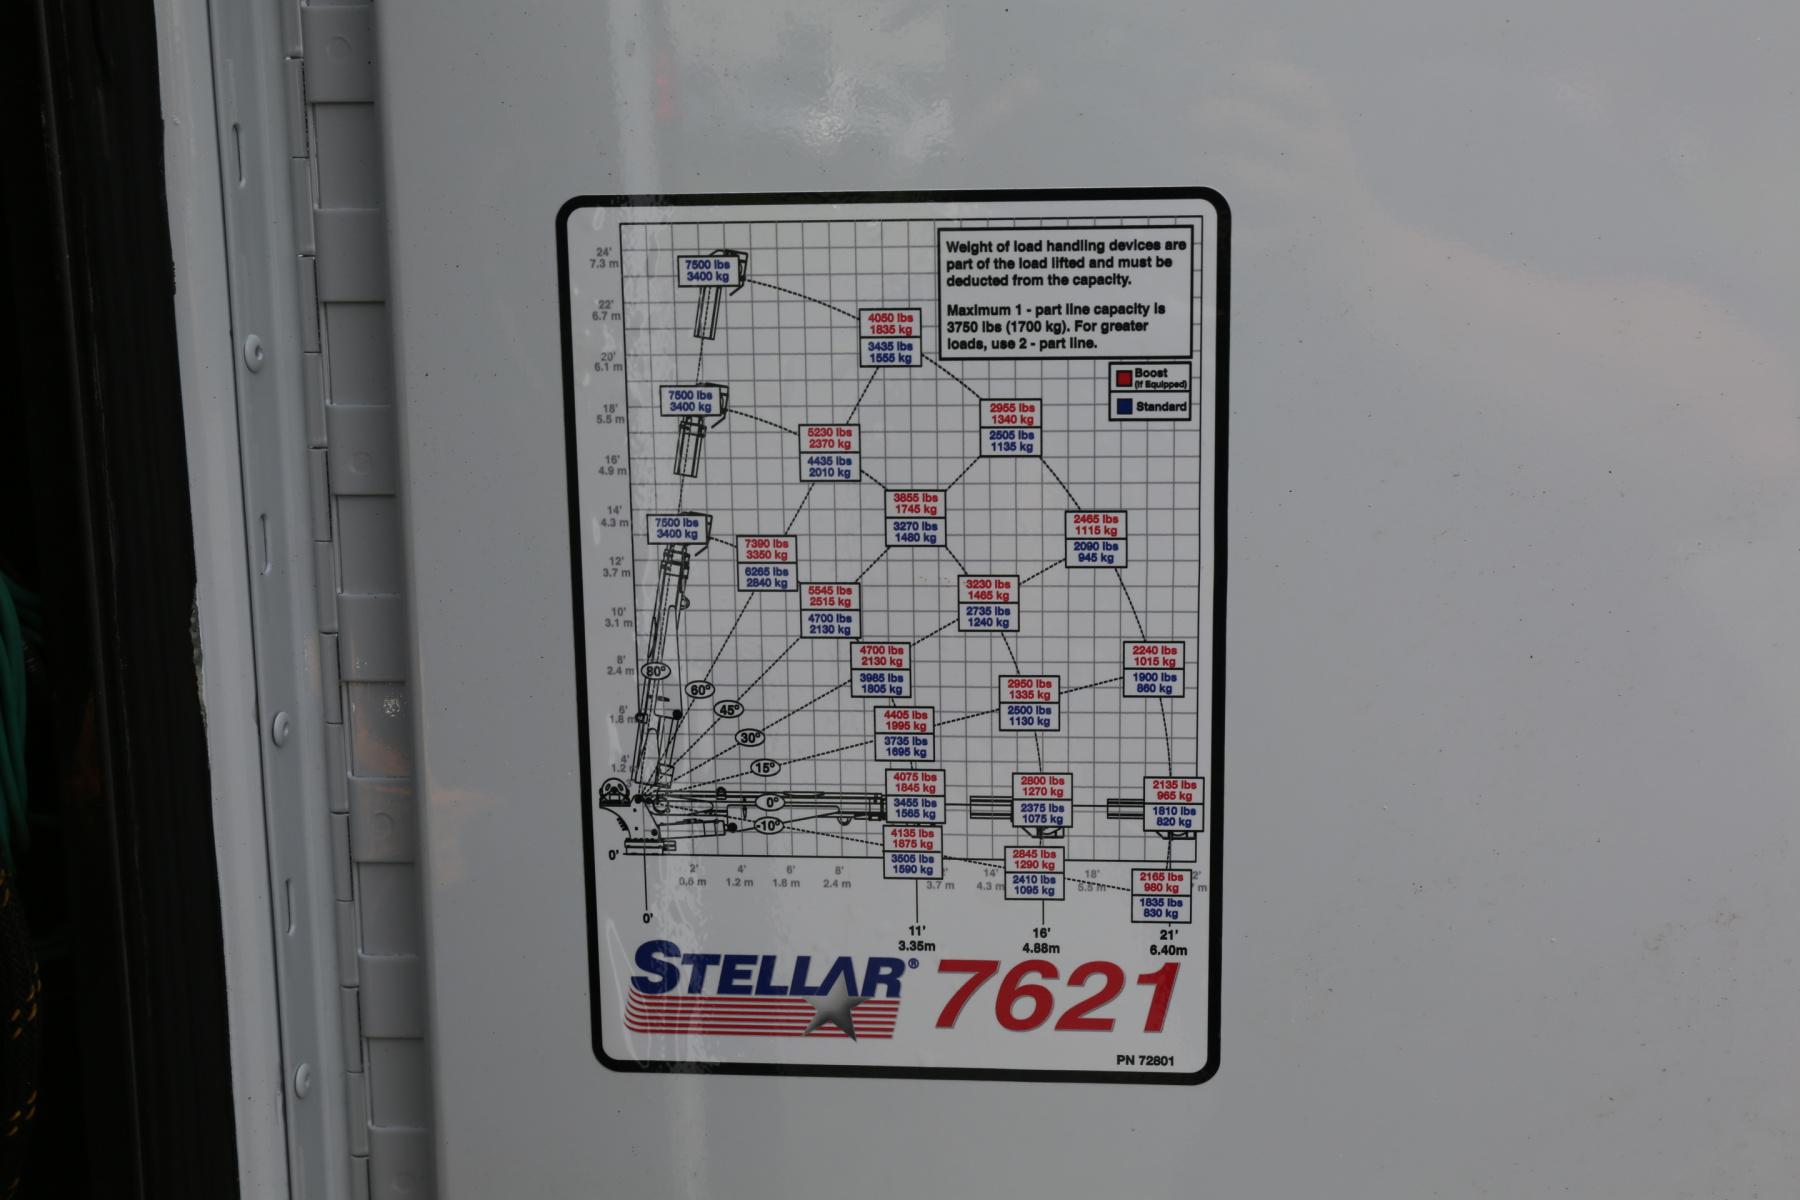 Weight of load handling devices are
part of the load lifted and must be
deducted from the capacity.
Maximum 1 - part line capacity is
3750 lbs (1700 kg). For greater
loads, use 2 - part line.
Boost
(If Equipped)
Standard
24'
7.3 m
7500 lbs
3400 kg
22'
6.7 m
4050 lbs
1835 kg
3435 lbs
1555 kg
20'
6.1 m
7500 lbs
3400 kg
18'
5.5 m
2955 lbs
1340 kg
2505 lbs
1135 kg
5230 lbs
2370 kg
4435 lbs
2010 kg
16'
4.9 m
3855 lbs
1745 kg
3270 lbs
1480 kg
14'
4.3 m
7500 lbs
3400 kg
2465 lbs
1115 kg
2090 lbs
945 kg
7390 lbs
3350 kg
6265 lbs
2840 kg
12'
3.7 m
5545 lbs
2515 kg
4700 lbs
2130 kg
3230 lbs
1465 kg
2735 lbs
1240 kg
10'
3.1 m
4700 lbs
2130 kg
3985 lbs
1805 kg
2240 lbs
1015 kg
1900 lbs
860 kg
8'
2.4 m
80°
60°
45°
30°
15°
0°
-10°
2950 lbs
1335 kg
2500 lbs
1130 kg
6'
1.8 m
4405 lbs
1995 kg
3735 lbs
1695 kg
4'
1.2
4075 lbs
1845 kg
3455 lbs
1565 kg
2800 lbs
1270 kg
2375 lbs
1075 kg
2135 lbs
965 kg
1810 lbs
820 kg
4135 lbs
1875 kg
3505 lbs
1590 kg
2845 lbs
1290 kg
2410 lbs
1095 kg
2165 lbs
980 kg
1835 lbs
830 kg
0'
2' 4' 6' 8' 14' 18' 2'
0.6 m 1.2 m 1.8 m 2.4 m 3.7 m 4.3 m 5.5 m m
0' 11' 16' 21'
3.35m 4.88m 6.40m
STELLAR® 7621
PN 72801